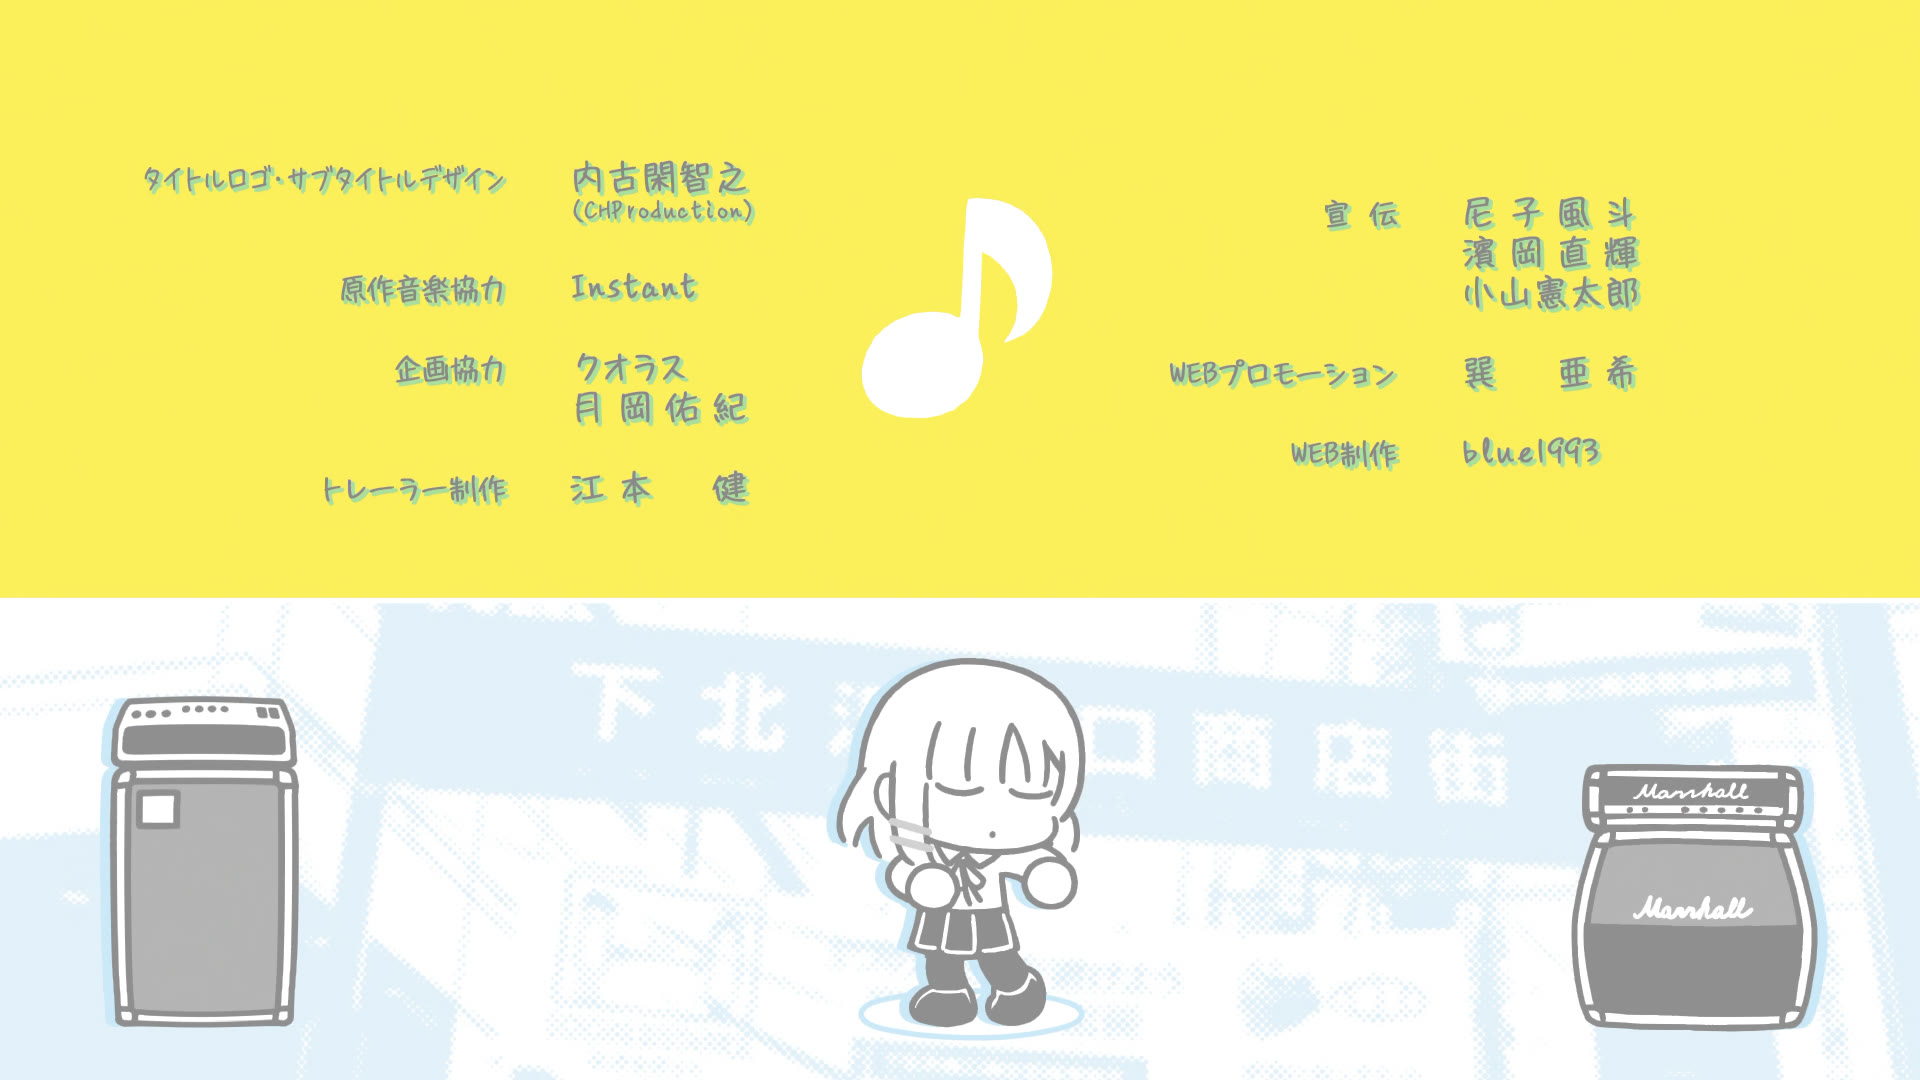 タイトルロゴ・サブタイトルデザイン 内古閑智之
(CHProduction)
原作音楽協力 Instant
企画協力 クオラス
月岡佑紀
トレーラー制作 江本 健
宣伝 尼子風斗
濱岡直輝
小山憲太郎
WEBプロモーション 巽 亜希
WEB制作 blue1993
下北 口商店街
Marshall
Marshall